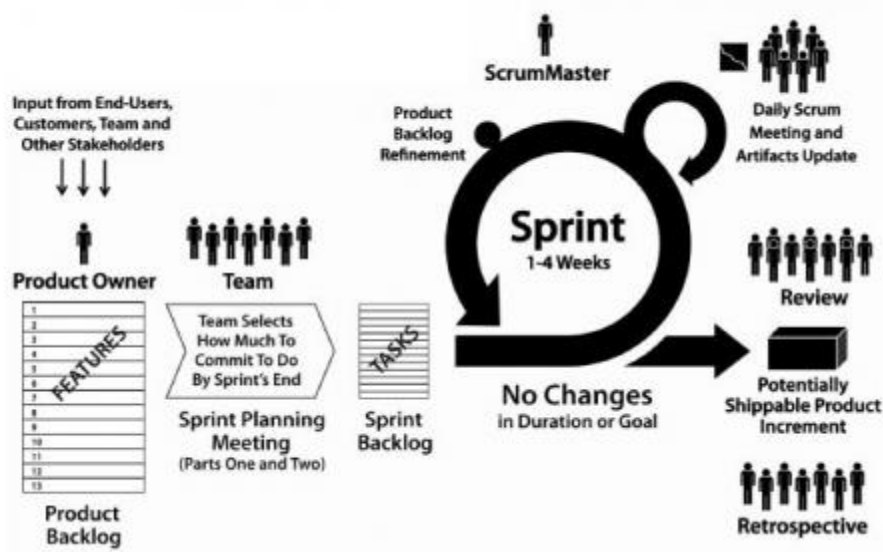 Input from End-Users,
Customers, Team and
Other Stakeholders
Product Owner
1
2
3
4
5
6
7
8
9
10
11
12
13
FEATURES
Product
Backlog
Team
Team Selects
How Much To
Commit To Do
By Sprint's End
Sprint Planning
Meeting
(Parts One and Two)
TASKS
Sprint
Backlog
ScrumMaster
Product
Backlog
Refinement
Sprint
1-4 Weeks
No Changes
in Duration or Goal
Daily Scrum
Meeting and
Artifacts Update
Review
Potentially
Shippable Product
Increment
Retrospective